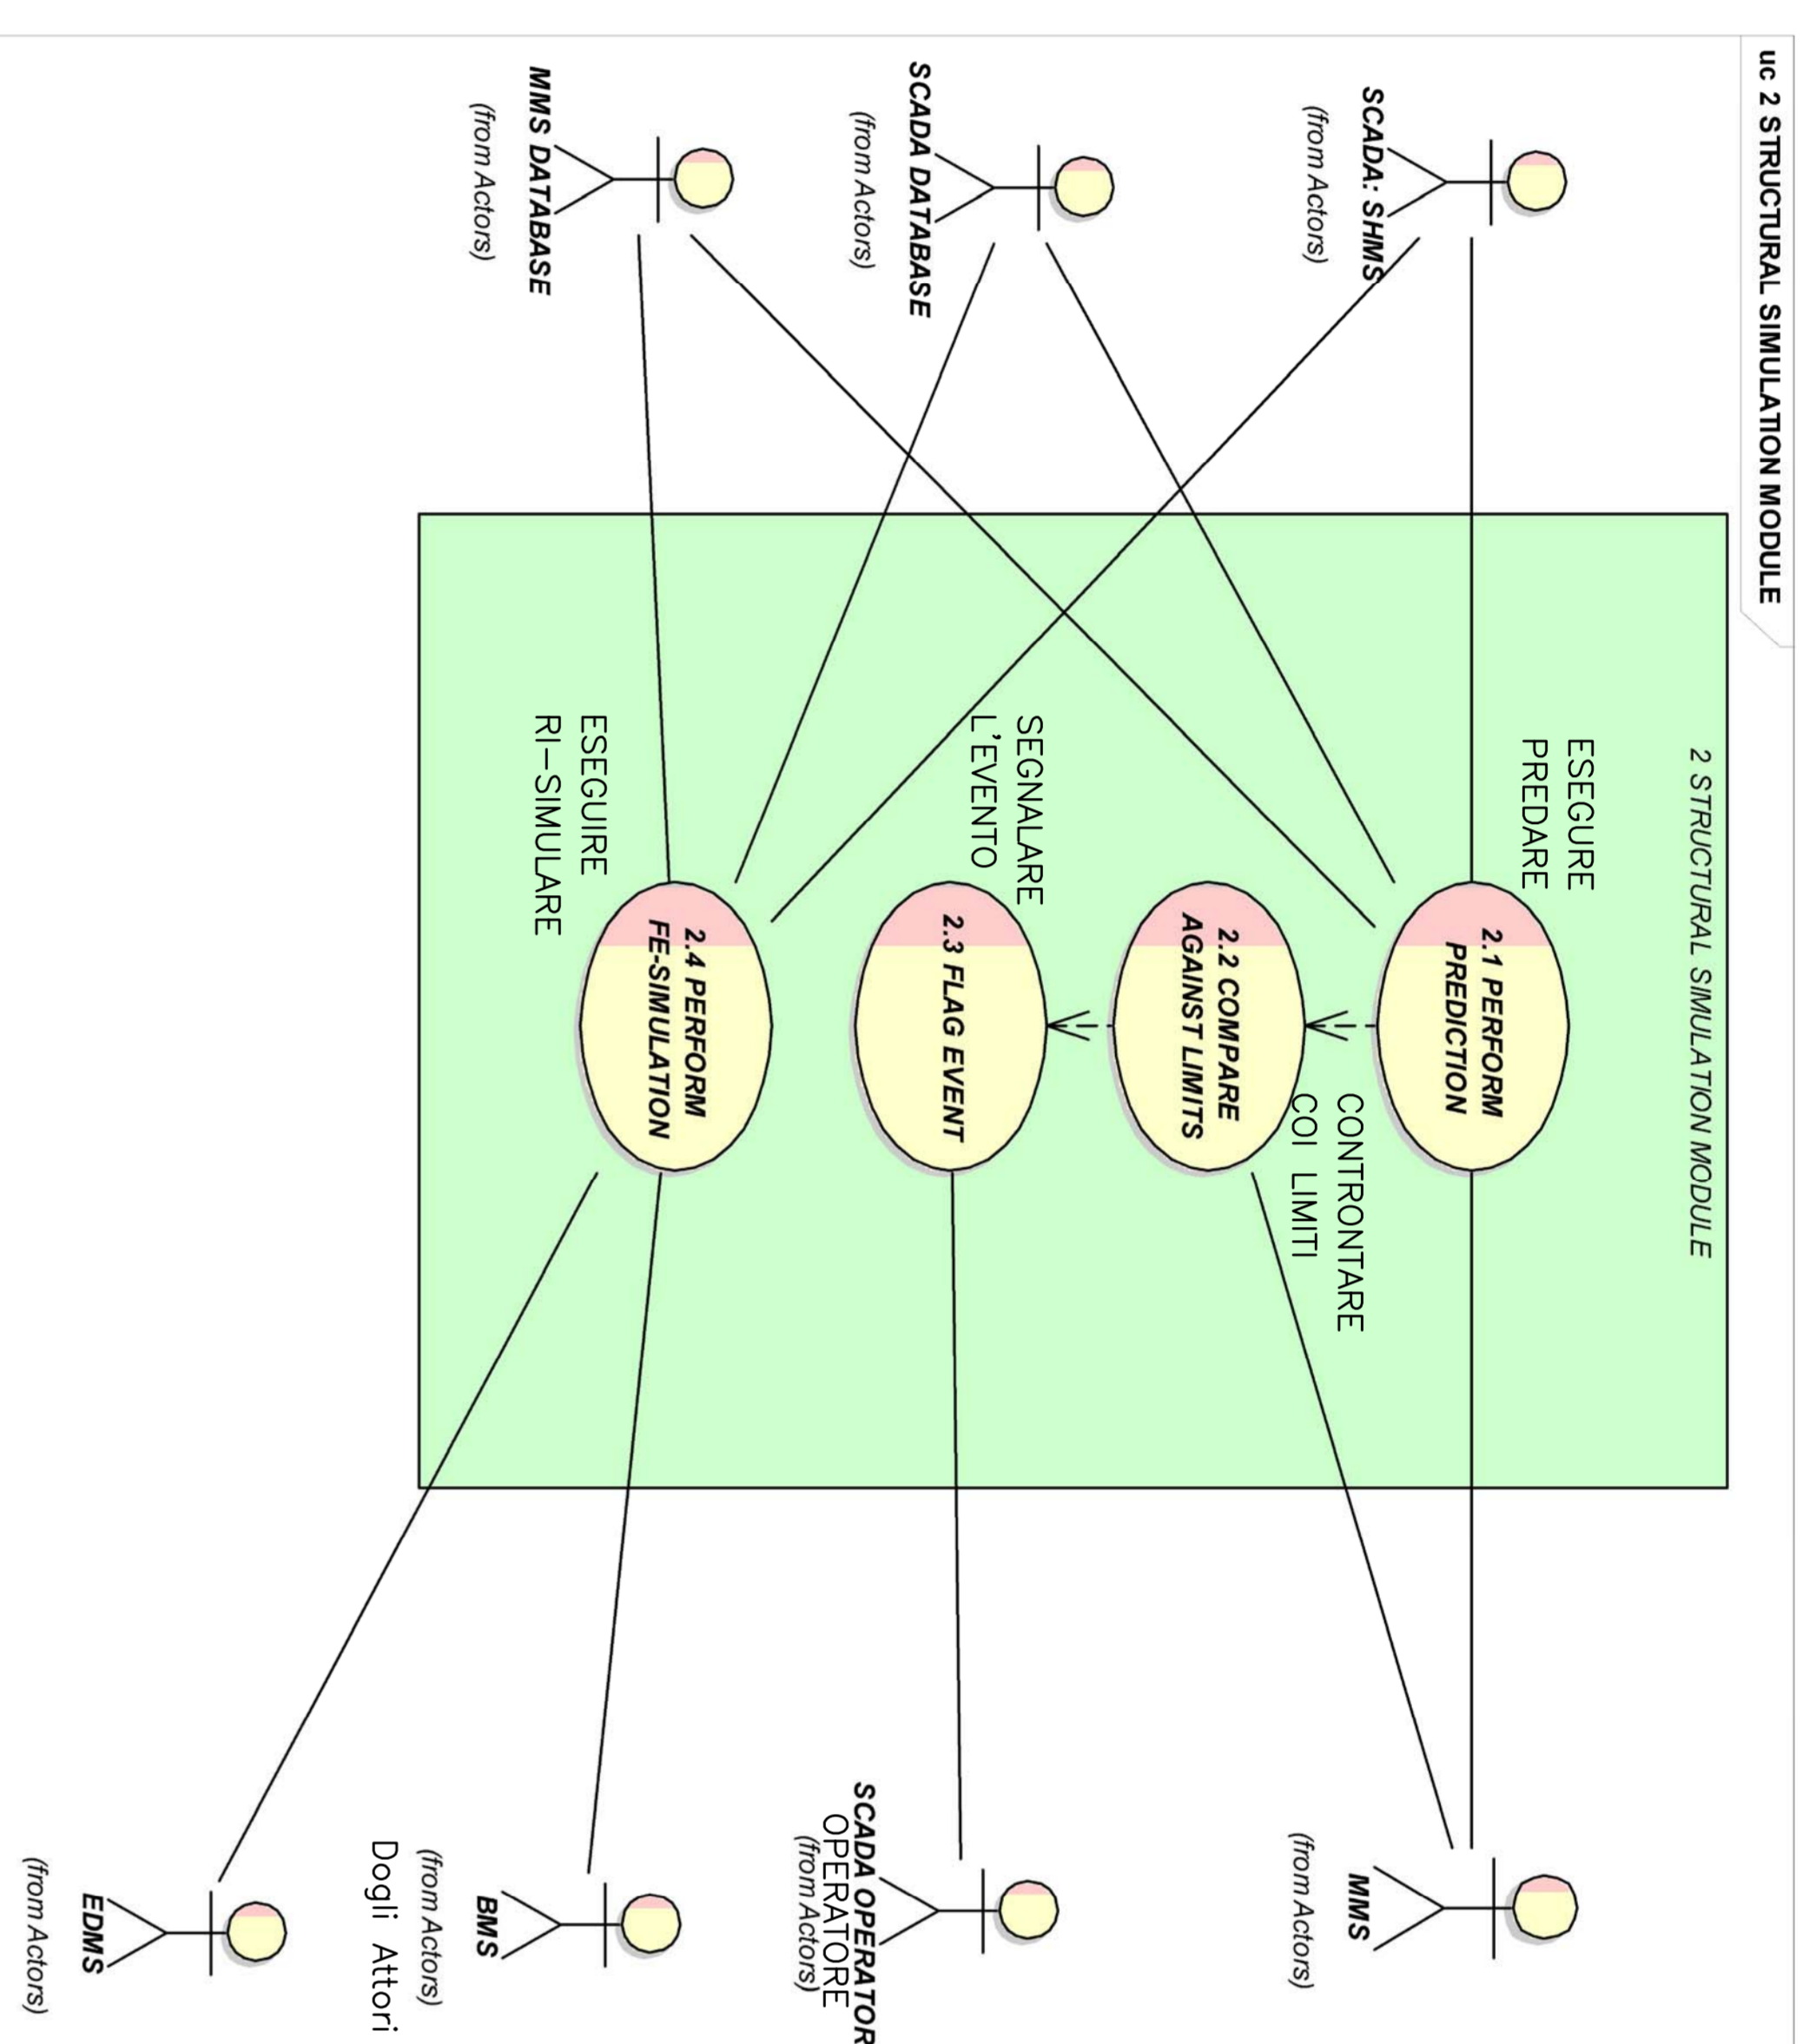 uc 2 STRUCTURAL SIMULATION MODULE
2 STRUCTURAL SIMULATION MODULE
SCADA: SHMS
(from Actors)
ESEGURE
PREDARE
2.1 PERFORM
PREDICTION
MMS
(from Actors)
CONTRONTARE
COI LIMITI
2.2 COMPARE
AGAINST LIMITS
SCADA DATABASE
(from Actors)
SEGNALARE
L'EVENTO
2.3 FLAG EVENT
SCADA OPERATOR
OPERATORE
(from Actors)
MMS DATABASE
(from Actors)
ESEGUIRE
RI-SIMULARE
2.4 PERFORM
FE-SIMULATION
BMS
(from Actors)
Dogli Attori
EDMS
(from Actors)